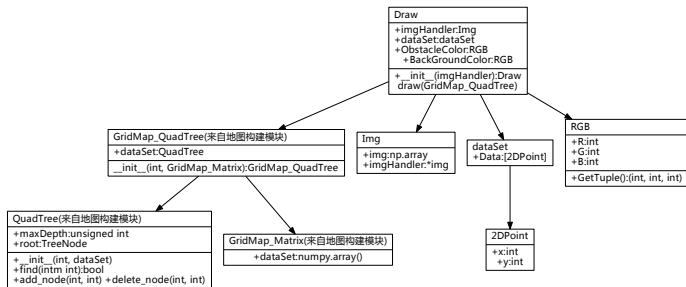 Draw
+imgHandler:Img
+dataSet:dataSet
+ObstacleColor:RGB
+BackGroundColor:RGB
+__init__(imgHandler):Draw
draw(GridMap_QuadTree)
GridMap_QuadTree(来自地图构建模块)
+dataSet:QuadTree
__init__(int, GridMap_Matrix):GridMap_QuadTree
Img
+img:np.array
+imgHandler:*img
dataSet
+Data:[2DPoint]
RGB
+R:int
+G:int
+B:int
+GetTuple():(int, int, int)
QuadTree(来自地图构建模块)
+maxDepth:unsigned int
+root:TreeNode
+__init__(int, dataSet)
+find(intm int):bool
+add_node(int, int) +delete_node(int, int)
GridMap_Matrix(来自地图构建模块)
+dataSet:numpy.array()
2DPoint
+x:int
+y:int